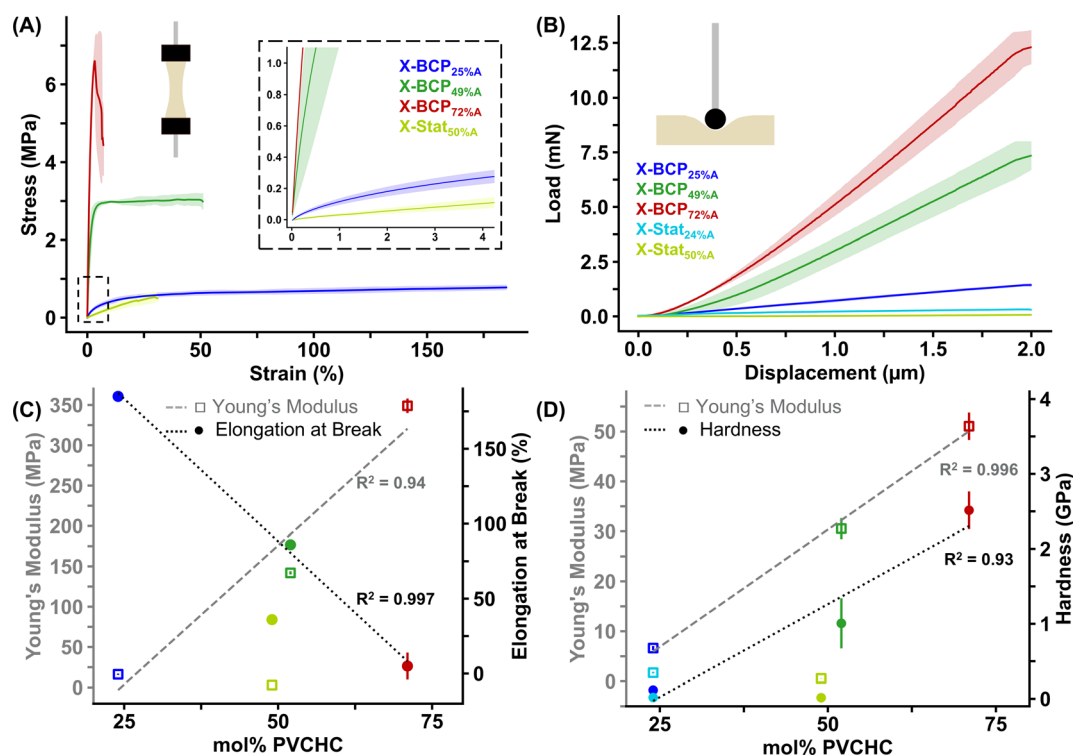 (A)
Stress (MPa)
6
4
2
0
0
50
100
150
Strain (%)
1.0
0.8
0.6
0.4
0.2
0.0
0
1
2
3
4
X-BCP25%A
X-BCP49%A
X-BCP72%A
X-Stat50%A
(B)
Load (mN)
12.5
10.0
7.5
5.0
2.5
0.0
0.0
0.5
1.0
1.5
2.0
Displacement (µm)
X-BCP25%A
X-BCP49%A
X-BCP72%A
X-Stat24%A
X-Stat50%A
(C)
Young's Modulus (MPa)
350
300
250
200
150
100
75
50
25
0
Young's Modulus
Elongation at Break
R² = 0.94
R² = 0.997
150
100
50
0
Elongation at Break (%)
25
50
75
mol% PVCHC
(D)
Young's Modulus (MPa)
50
40
30
20
10
0
Young's Modulus
Hardness
R² = 0.996
R² = 0.93
4
3
2
1
0
Hardness (GPa)
25
50
75
mol% PVCHC